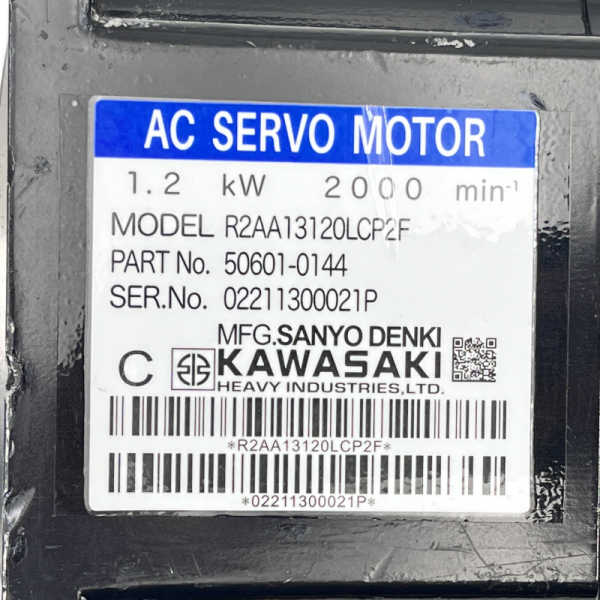 AC SERVO MOTOR
1.2 kW 2000 min-1
MODEL R2AA13120LCP2F
PART No. 50601-0144
SER.No. 02211300021P
MFG.SANYO DENKI
C KAWASAKI
HEAVY INDUSTRIES,LTD.
*R2AA13120LCP2F*
*02211300021P*